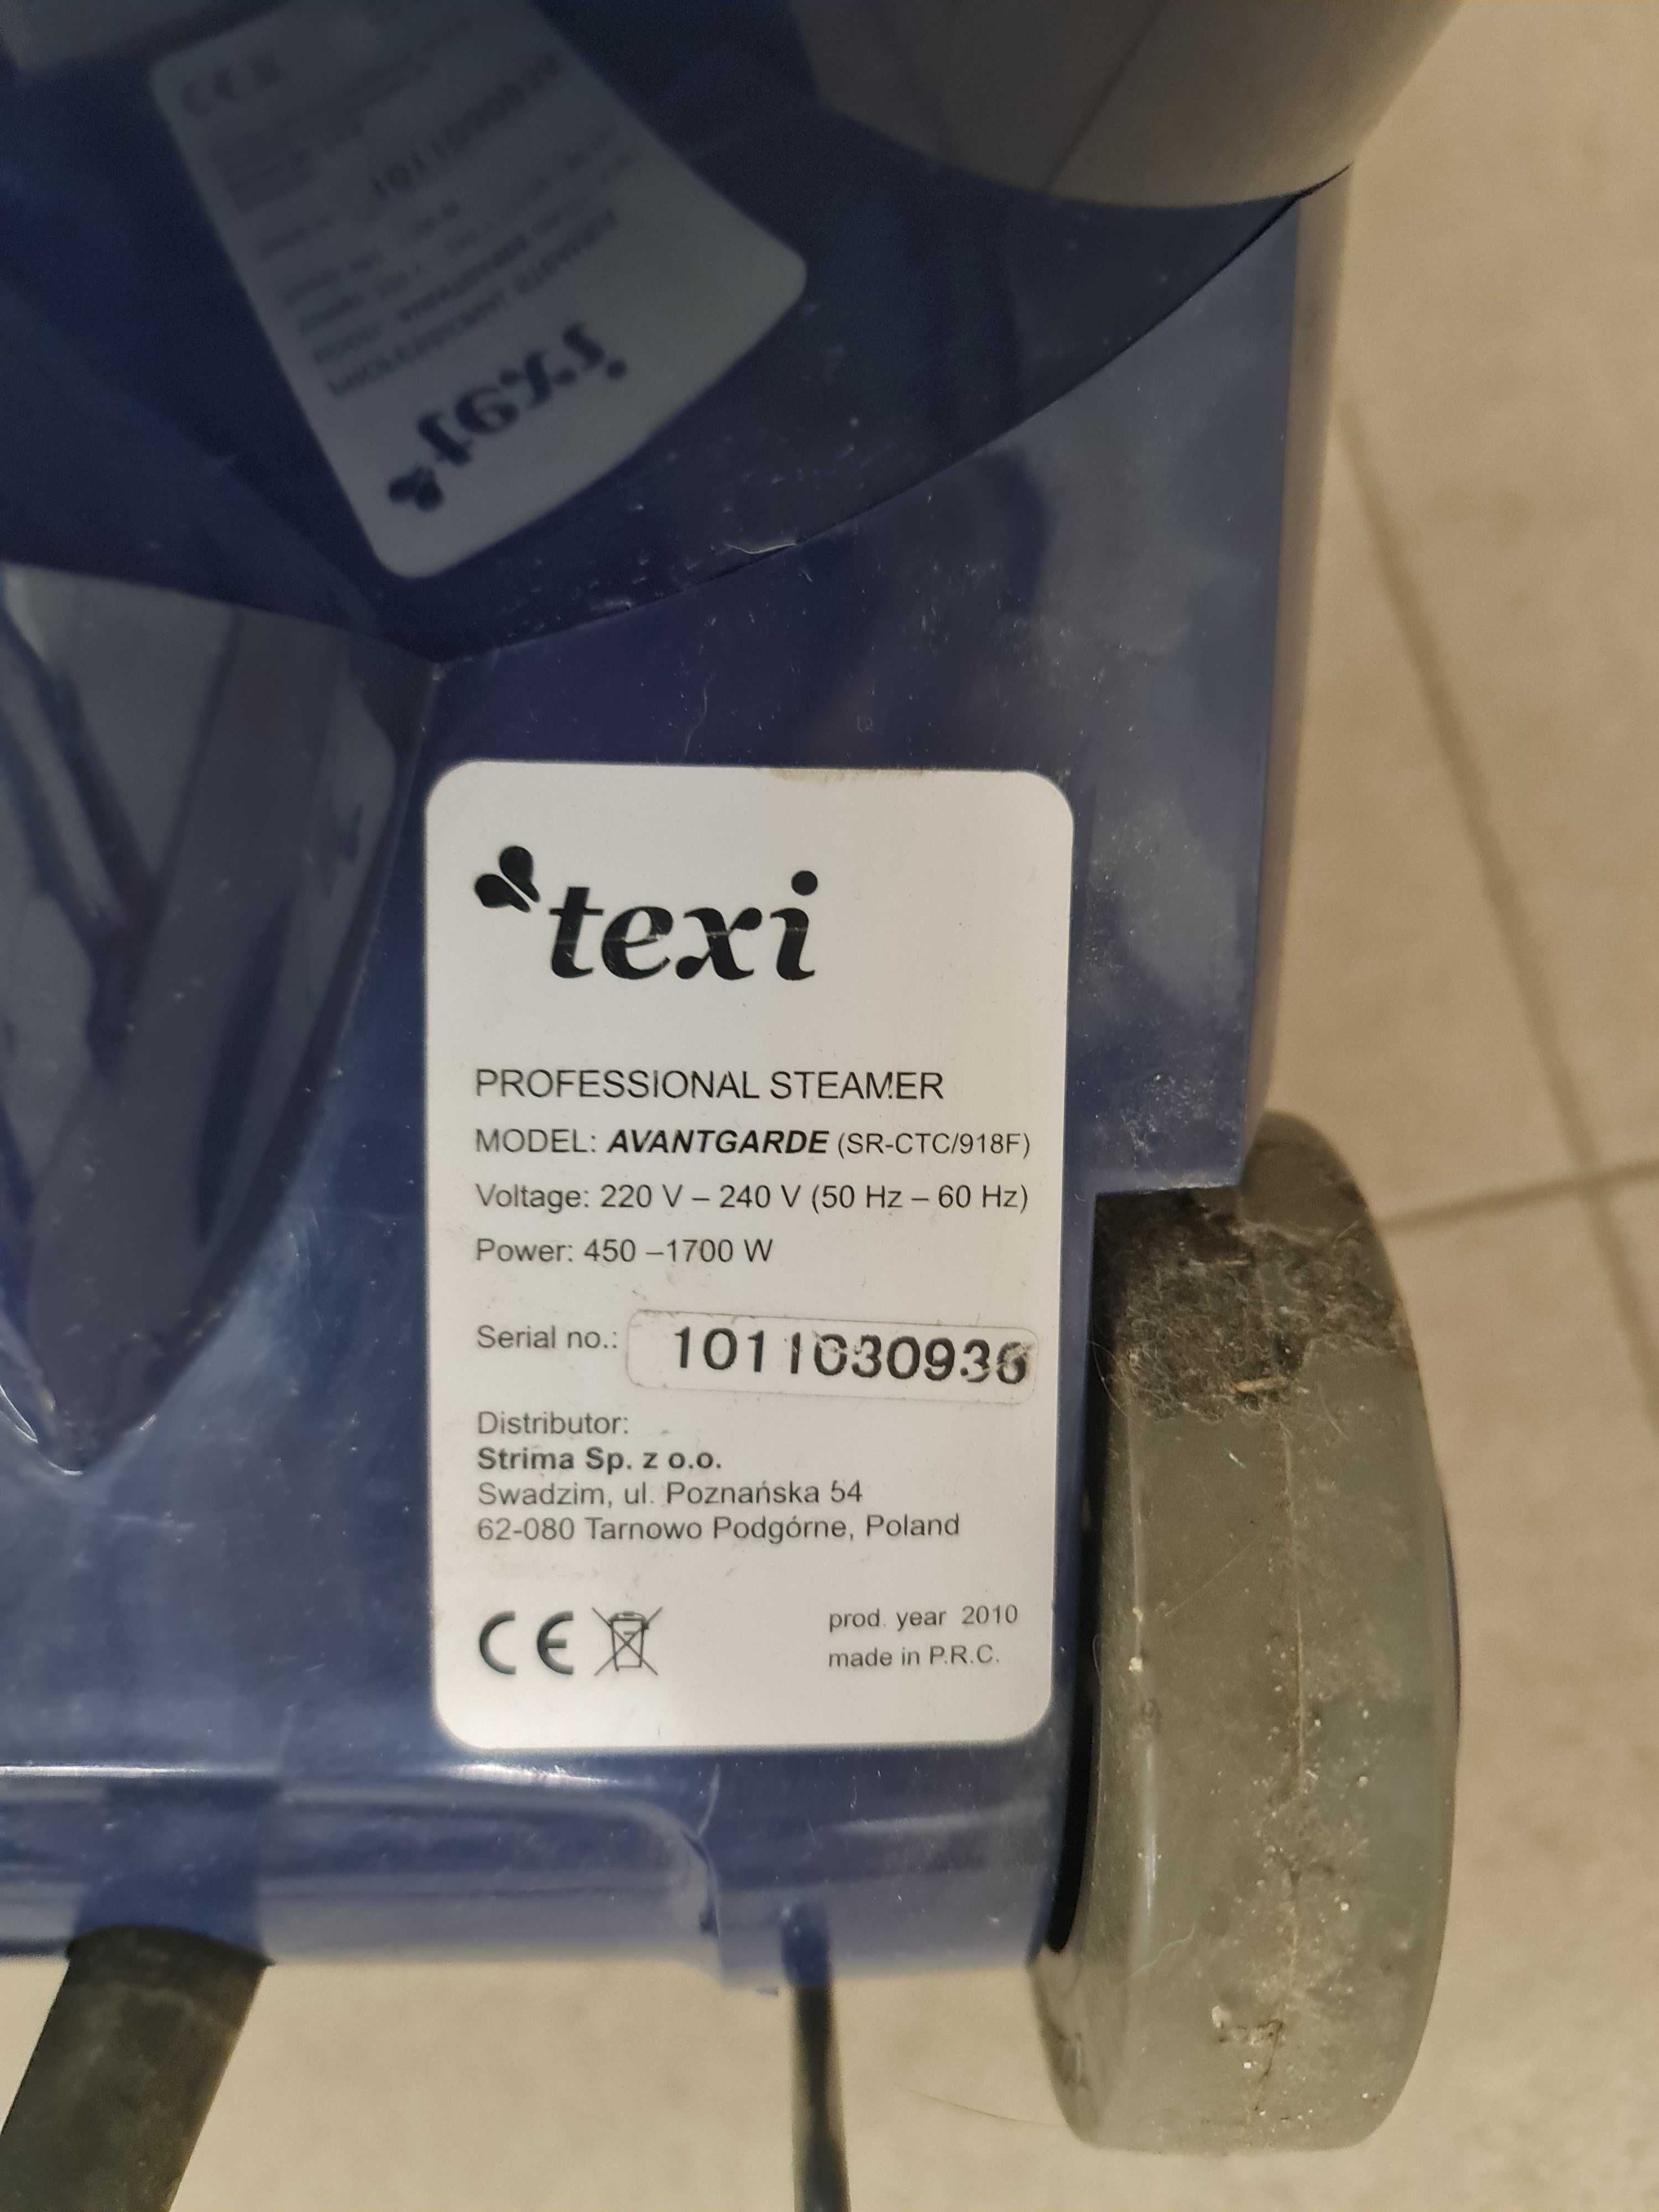 texi
PROFESSIONAL STEAMER
MODEL: AVANTGARDE (SR-CTC/918F)
Voltage: 220 V – 240 V (50 Hz – 60 Hz)
Power: 450 –1700 W
Serial no.: 1011030936
Distributor:
Strima Sp. z o.o.
Swadzim, ul. Poznańska 54
62-080 Tarnowo Podgórne, Poland
CE
prod. year 2010
made in P.R.C.